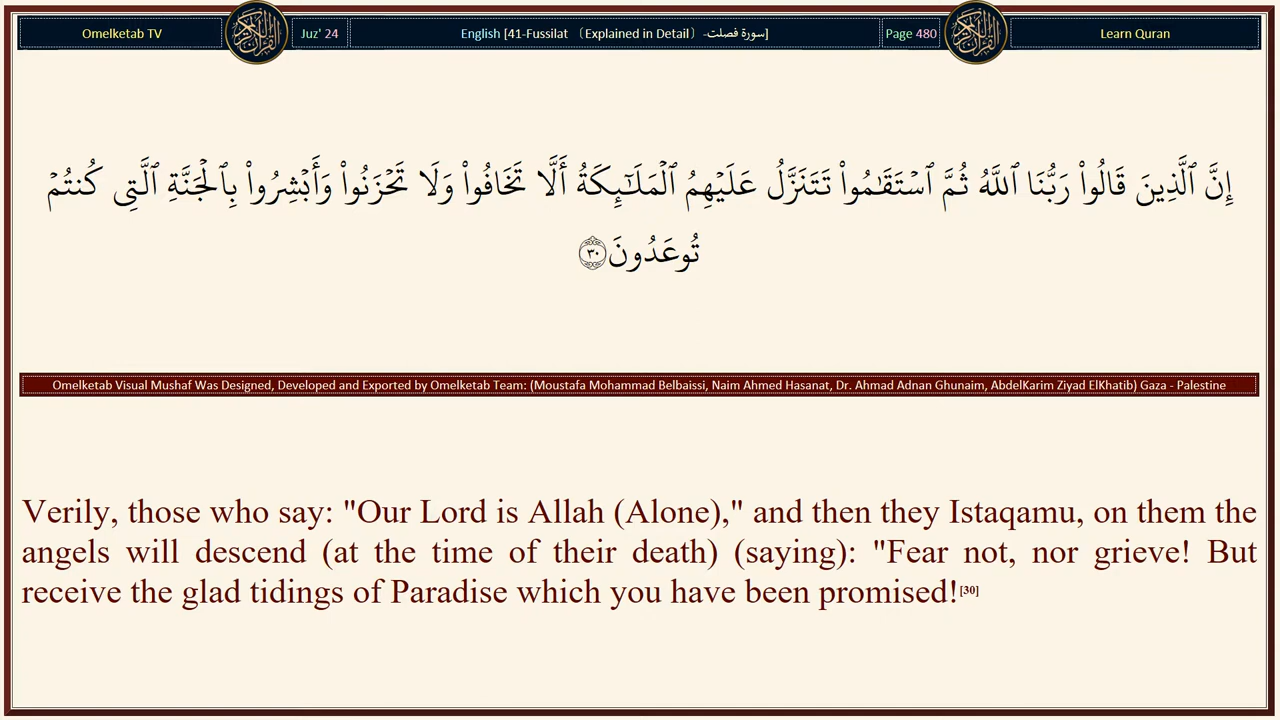 Omelketab TV
Juz' 24
English [41-Fussilat (Explained in Detail) -سورة فصلت]
Page 480
Learn Quran
إِنَّ ٱلَّذِينَ قَالُوا۟ رَبُّنَا ٱللَّهُ ثُمَّ ٱسْتَقَـٰمُوا۟ تَتَنَزَّلُ عَلَيْهِمُ ٱلْمَلَـٰٓئِكَةُ أَلَّا تَخَافُوا۟ وَلَا تَحْزَنُوا۟ وَأَبْشِرُوا۟ بِٱلْجَنَّةِ ٱلَّتِى كُنتُمْ
تُوعَدُونَ ٣٠
Omelketab Visual Mushaf Was Designed, Developed and Exported by Omelketab Team: (Moustafa Mohammad Belbaissi, Naim Ahmed Hasanat, Dr. Ahmad Adnan Ghunaim, AbdelKarim Ziyad ElKhatib) Gaza - Palestine
Verily, those who say: "Our Lord is Allah (Alone)," and then they Istaqamu, on them the
angels will descend (at the time of their death) (saying): "Fear not, nor grieve! But
receive the glad tidings of Paradise which you have been promised![30]